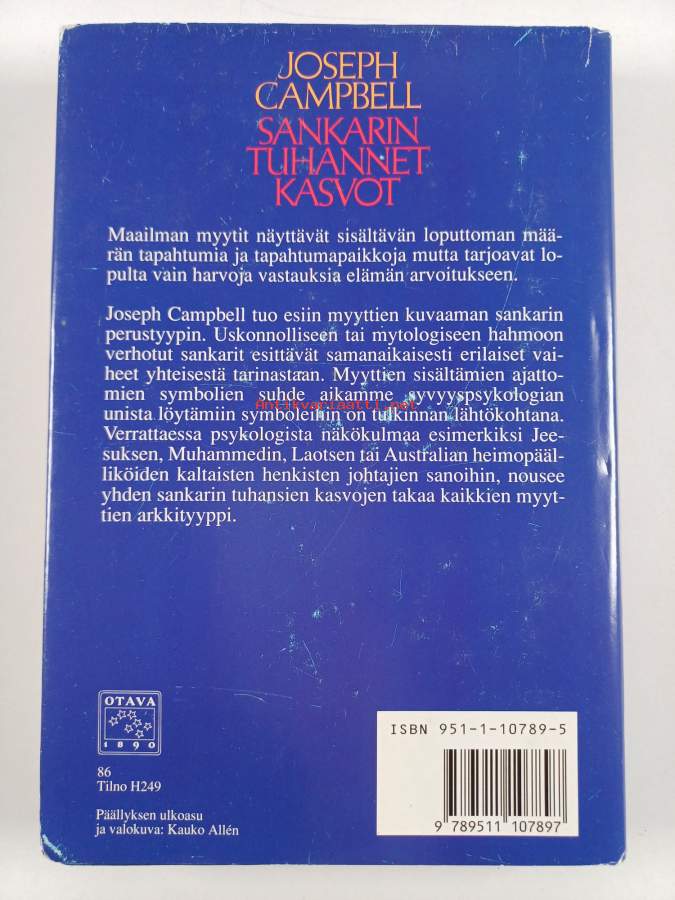 JOSEPH
CAMPBELL
SANKARIN
TUHANNET
KASVOT
Maailman myytit näyttävät sisältävän loputtoman mää-
rän tapahtumia ja tapahtumapaikkoja mutta tarjoavat lo-
pulta vain harvoja vastauksia elämän arvoitukseen.
Joseph Campbell tuo esiin myyttien kuvaaman sankarin
perustyypin. Uskonnolliseen tai mytologiseen hahmoon
verhotut sankarit esittävät samanaikaisesti erilaiset vai-
heet yhteisestä tarinastaan. Myyttien sisältämien ajatto-
mien symbolien suhde aikamme syvyyspsykologian
Antikvariaatti.net
unista löytämiin symboleihin on tulkinnan lähtökohtana.
Verrattaessa psykologista näkökulmaa esimerkiksi Jee-
suksen, Muhammedin, Laotsen tai Australian heimopääl-
liköiden kaltaisten henkisten johtajien sanoihin, nousee
yhden sankarin tuhansien kasvojen takaa kaikkien myyt-
tien arkkityyppi.
OTAVA
1890
86
Tilno H249
Päällyksen ulkoasu
ja valokuva: Kauko Allén
ISBN 951-1-10789-5
9 789511 107897